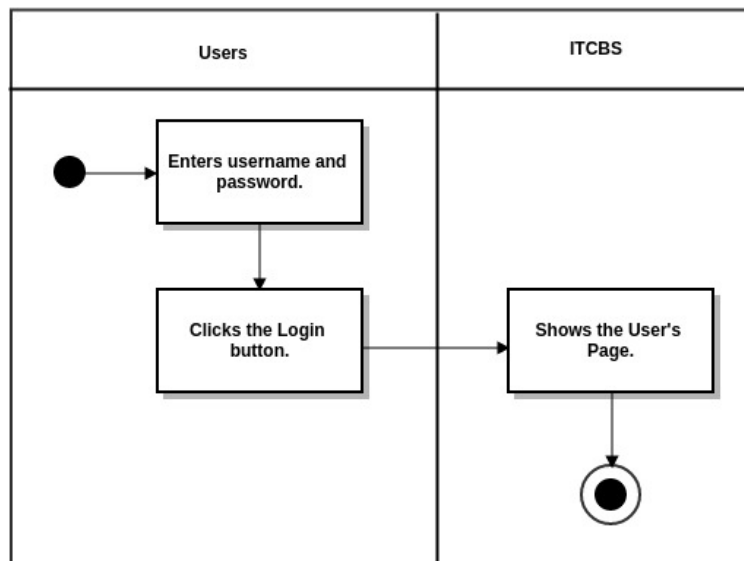 Users
ITCBS
Enters username and
password.
Clicks the Login
button.
Shows the User's
Page.